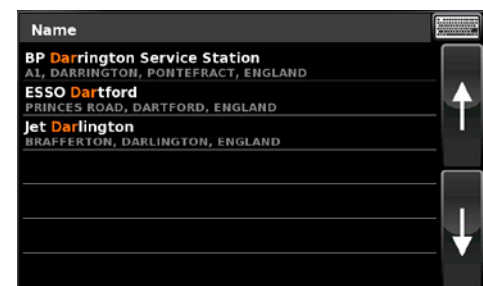 Name
BP Darrington Service Station
A1, DARRINGTON, PONTEFRACT, ENGLAND
ESSO Dartford
PRINCES ROAD, DARTFORD, ENGLAND
Jet Darlington
BRAFFERTON, DARLINGTON, ENGLAND